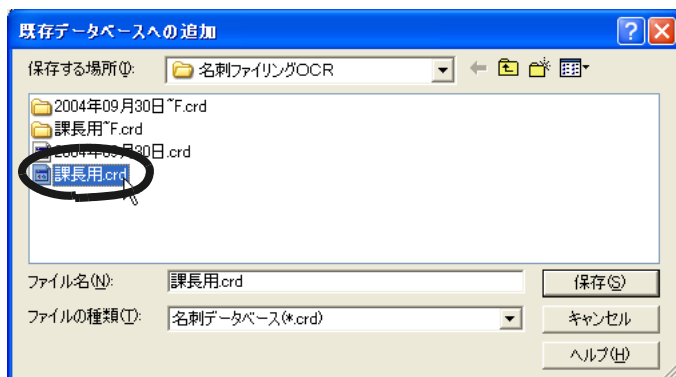 既存データベースへの追加
保存する場所(I):
名刺ファイリングOCR
2004年09月30日~F.crd
課長用~F.crd
2004年09月30日.crd
課長用.crd
ファイル名(N):
課長用.crd
保存(S)
ファイルの種類(T):
名刺データベース(*.crd)
キャンセル
ヘルプ(H)